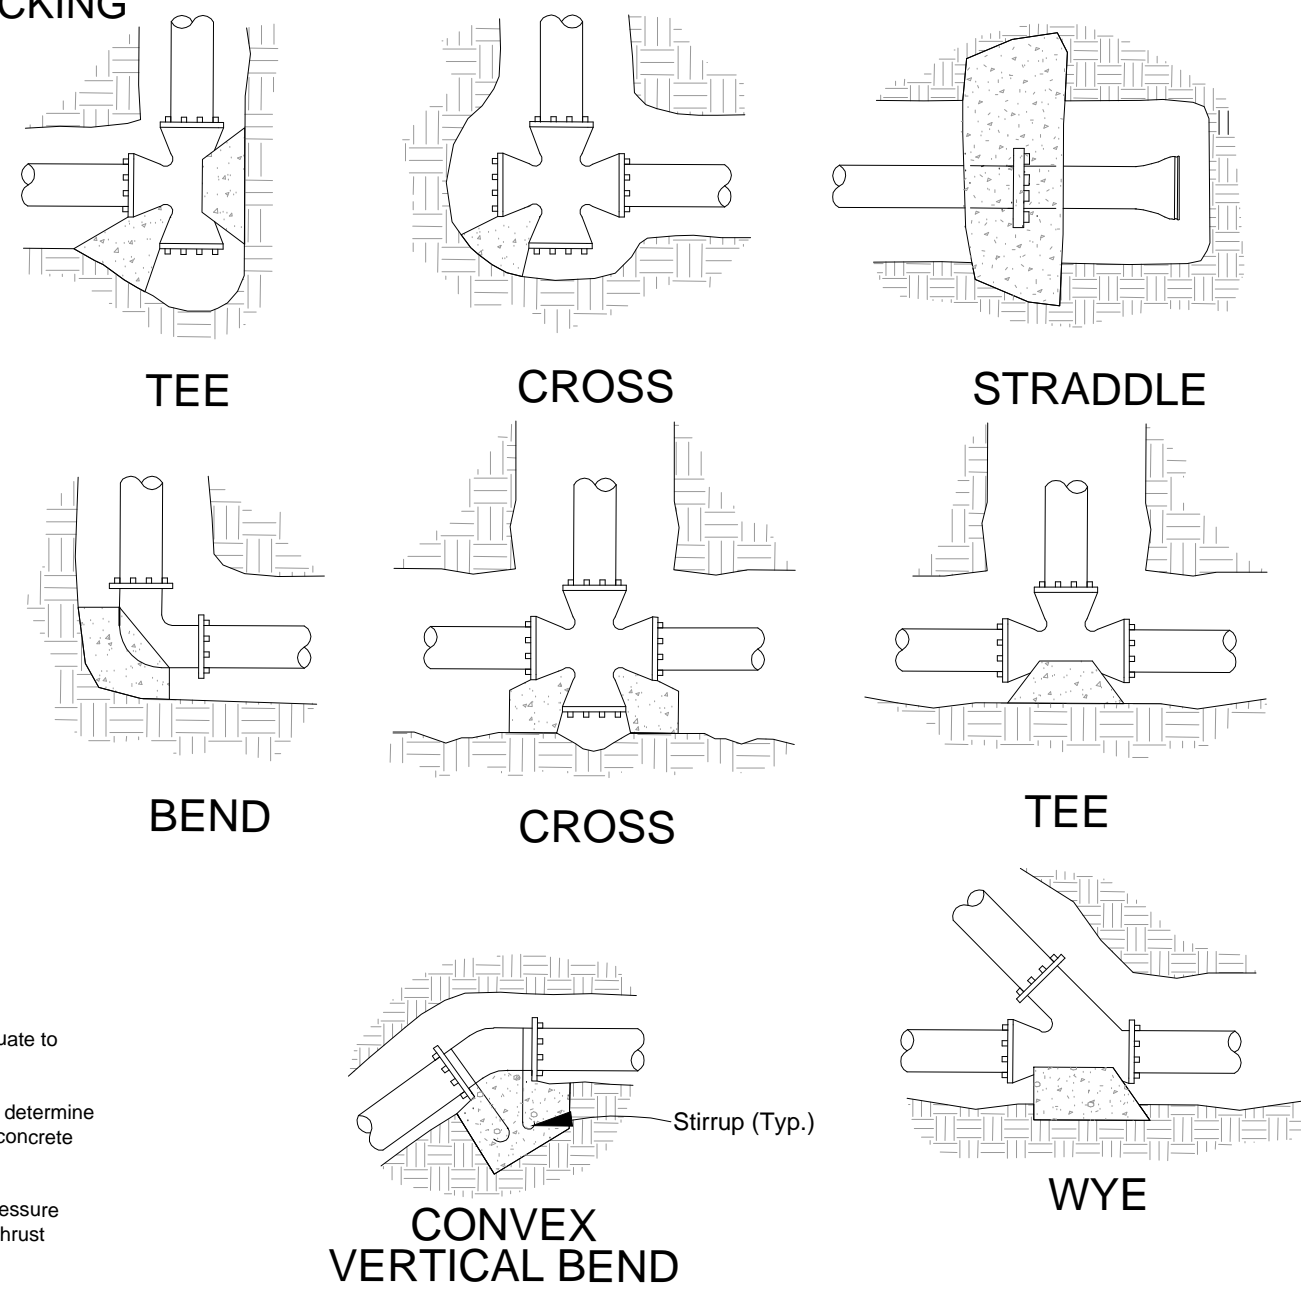 CKING
TEE
CROSS
STRADDLE
BEND
CROSS
TEE
uate to
determine
concrete
essure
hrust
Stirrup (Typ.)
CONVEX
VERTICAL BEND
WYE